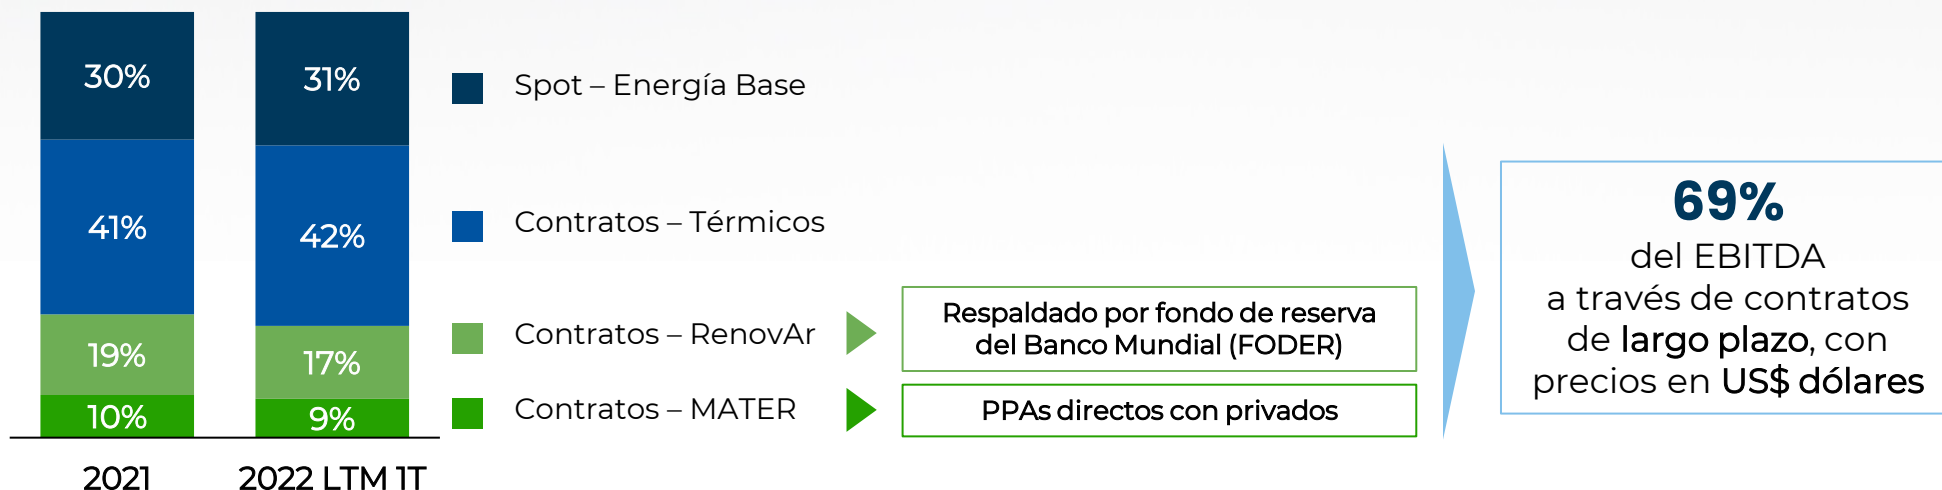 30%
41%
19%
10%
2021
31%
42%
17%
9%
2022 LTM 1T
Spot – Energía Base
Contratos – Térmicos
Contratos – RenovAr
Contratos – MATER
Respaldado por fondo de reserva
del Banco Mundial (FODER)
PPAs directos con privados
69%
del EBITDA
a través de contratos
de largo plazo, con
precios en US$ dólares